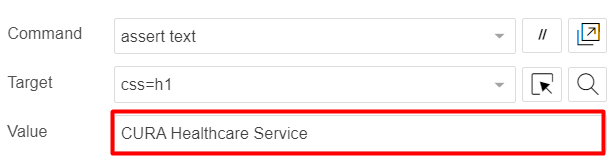 Command assert text //
Target css=h1
Value CURA Healthcare Service